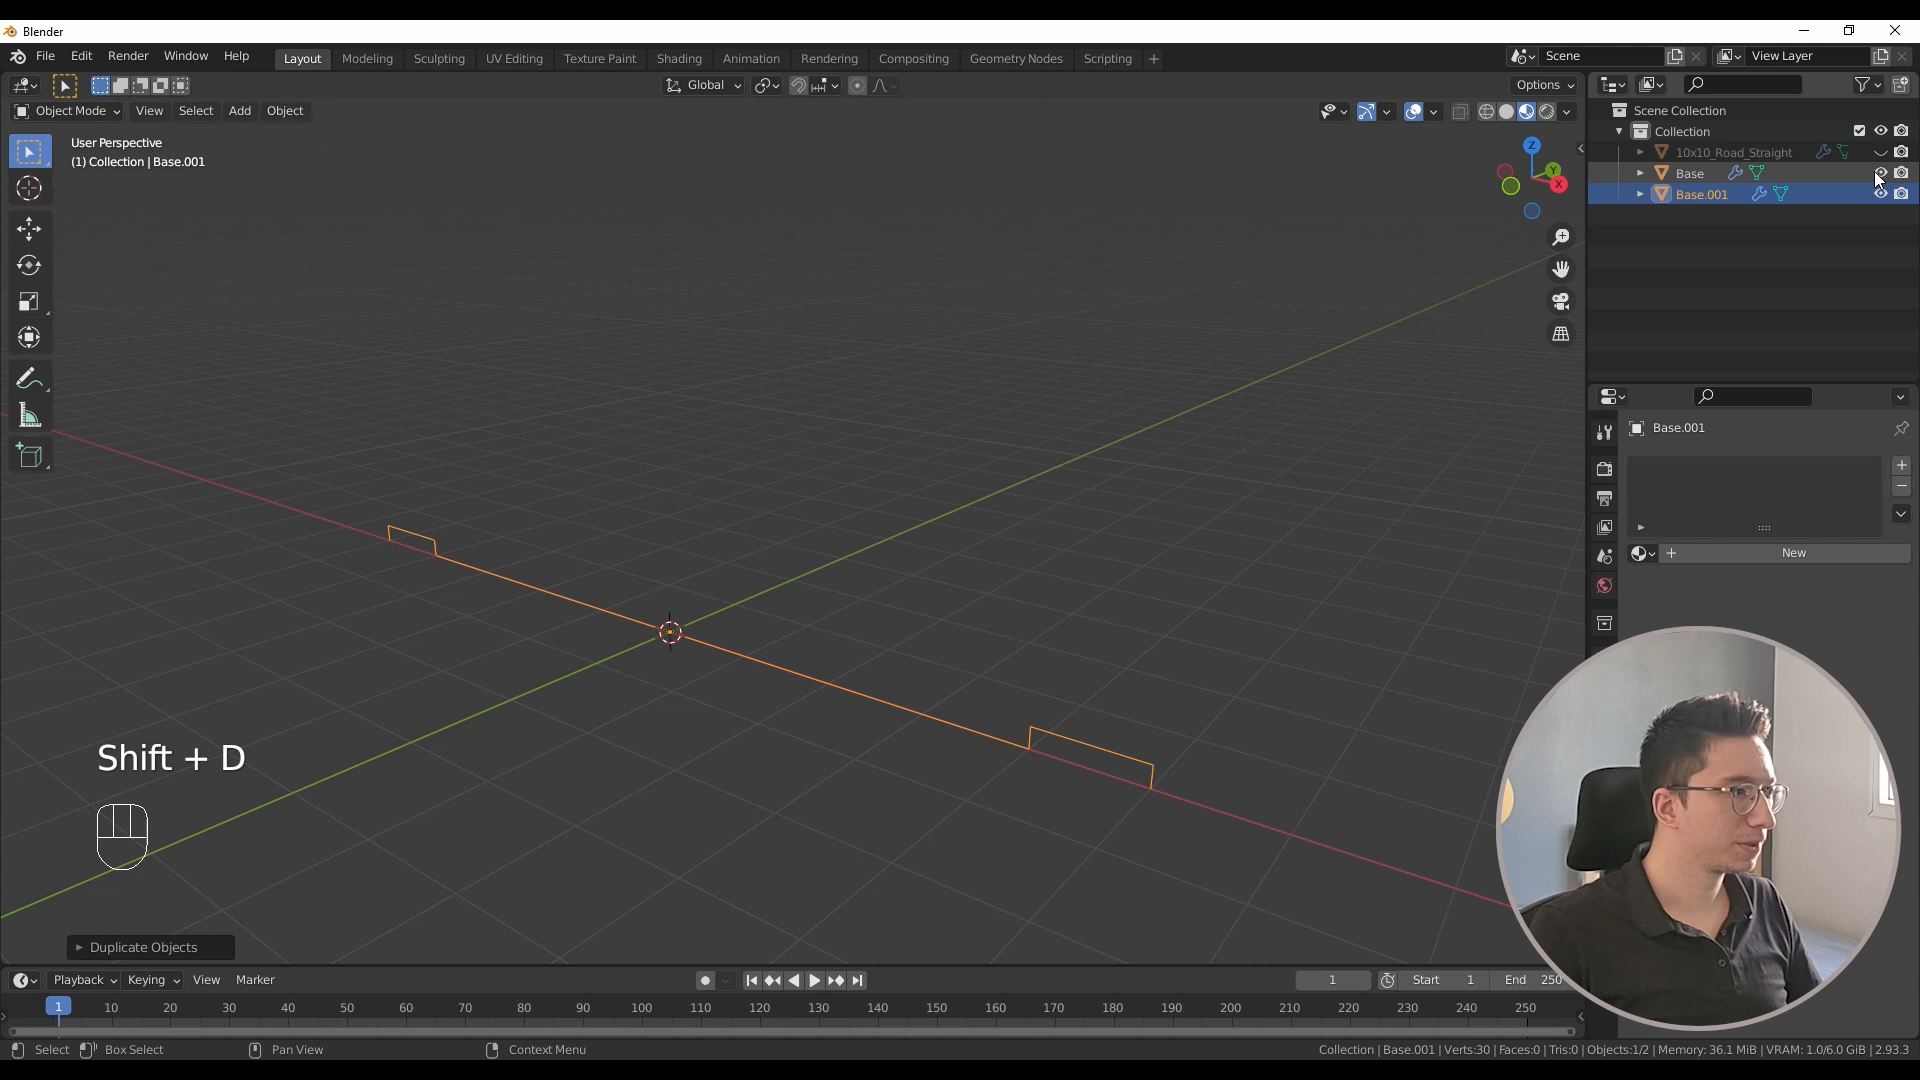 Blender
File Edit Render Window Help
Layout Modeling Sculpting UV Editing Texture Paint Shading Animation Rendering Compositing Geometry Nodes Scripting +
Scene
View Layer
Global
Options
Object Mode View Select Add Object
User Perspective
(1) Collection | Base.001
Z
Y
X
Scene Collection
Collection
10x10_Road_Straight
Base
Base.001
Base.001
New
Shift + D
Duplicate Objects
Playback Keying View Marker
1
Start 1
End 250
1 10 20 30 40 50 60 70 80 90 100 110 120 130 140 150 160 170 180 190 200 210 220 230 240 250
Select Box Select Pan View Context Menu
Collection | Base.001 | Verts:30 | Faces:0 | Tris:0 | Objects:1/2 | Memory: 36.1 MiB | VRAM: 1.0/6.0 GiB | 2.93.3